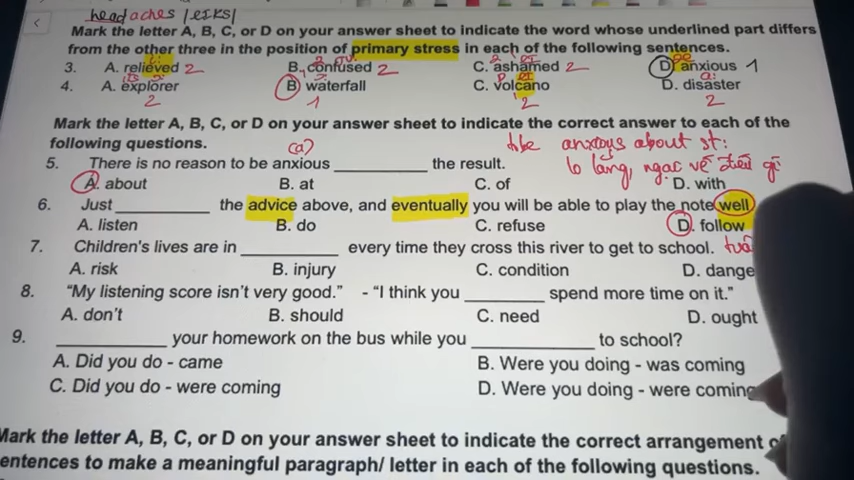 headaches /eɪks/
Mark the letter A, B, C, or D on your answer sheet to indicate the word whose underlined part differs
from the other three in the position of primary stress in each of the following sentences.
3. A. relieved 2 B. confused 2 C. ashamed 2 D. anxious 1
4. A. explorer B. waterfall C. volcano D. disaster
2 1 2 2
Mark the letter A, B, C, or D on your answer sheet to indicate the correct answer to each of the
following questions. (a) tobe anxious about st:
5. There is no reason to be anxious __________ the result. lo lắng, ngạc về đến gì
A. about B. at C. of D. with
6. Just __________ the advice above, and eventually you will be able to play the note well
A. listen B. do C. refuse D. follow
7. Children's lives are in __________ every time they cross this river to get to school.
A. risk B. injury C. condition D. dange
8. “My listening score isn’t very good.” - “I think you ________ spend more time on it.”
A. don’t B. should C. need D. ought
9. __________ your homework on the bus while you ____________ to school?
A. Did you do - came B. Were you doing - was coming
C. Did you do - were coming D. Were you doing - were coming
Mark the letter A, B, C, or D on your answer sheet to indicate the correct arrangement
entences to make a meaningful paragraph/ letter in each of the following questions.